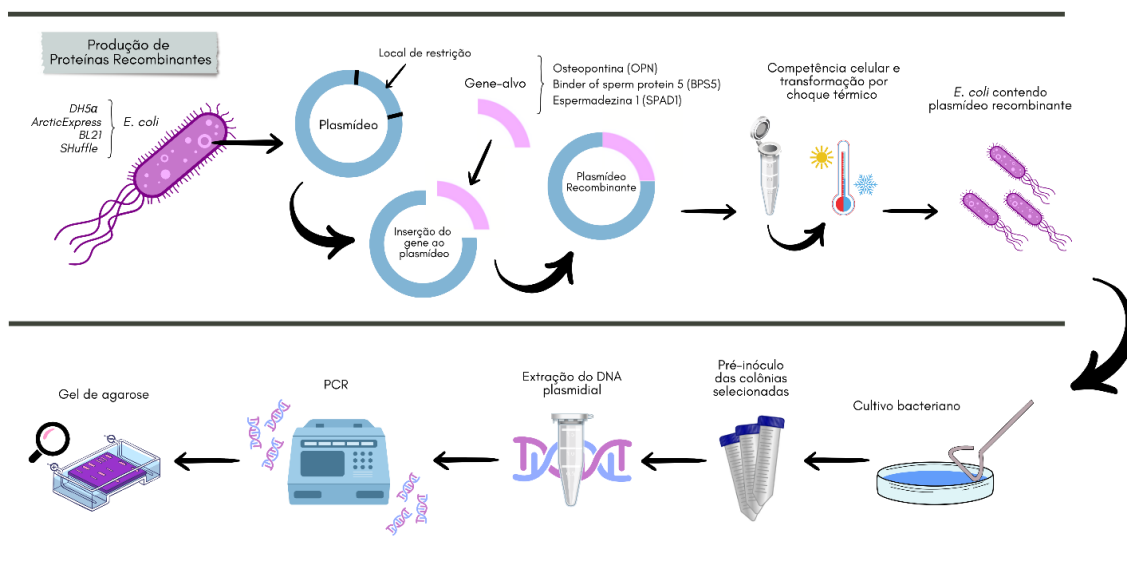 Produção de
Proteínas Recombinantes
DH5α
ArcticExpress
BL21
SHuffle
E. coli
Local de restrição
Plasmídeo
Gene-alvo
Osteopontina (OPN)
Binder of sperm protein 5 (BPS5)
Espermadezina 1 (SPAD1)
Inserção do
gene ao
plasmídeo
Plasmídeo
Recombinante
Competência celular e
transformação por
choque térmico
E. coli contendo
plasmídeo recombinante
Gel de agarose
PCR
Extração do DNA
plasmidial
Pré-inóculo
das colônias
selecionadas
Cultivo bacteriano